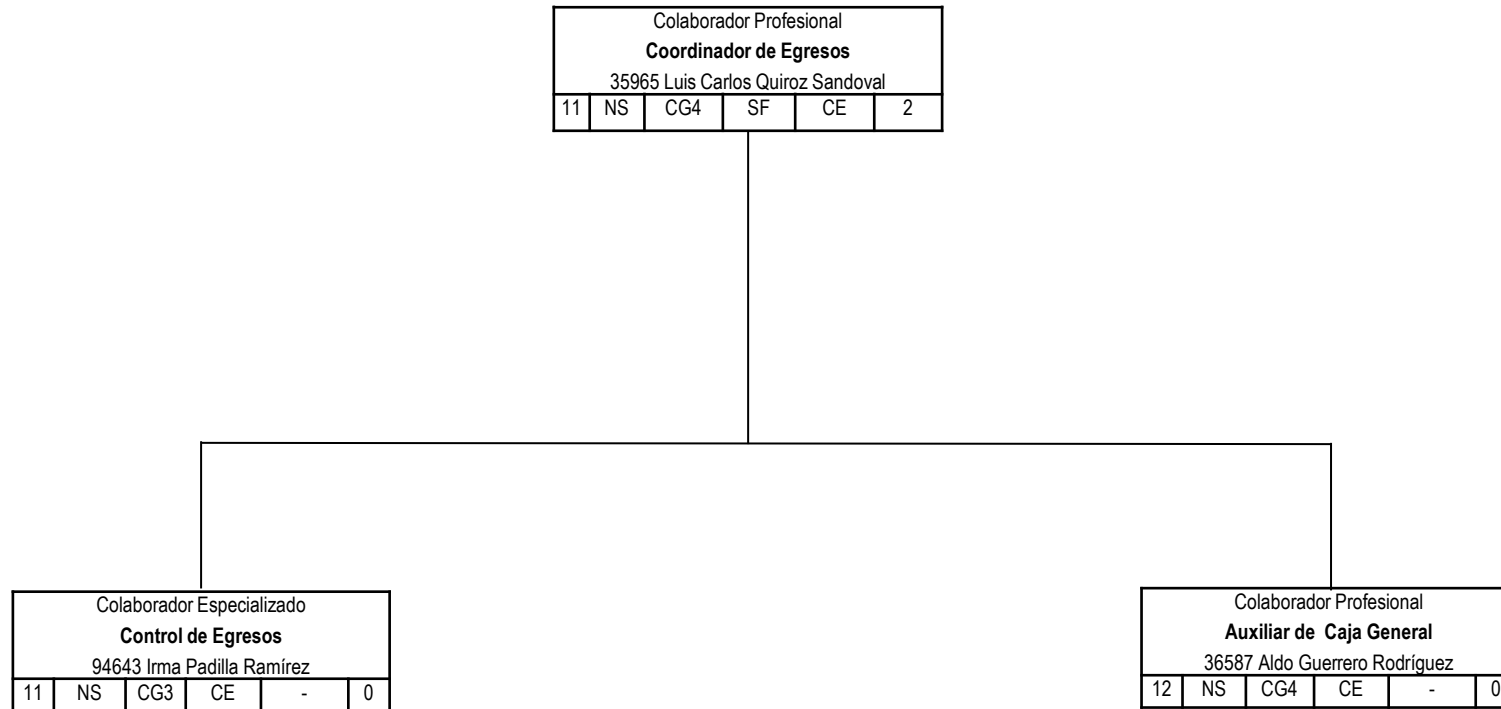 Colaborador Profesional
Coordinador de Egresos
35965 Luis Carlos Quiroz Sandoval
11 NS CG4 SF CE 2
Colaborador Especializado
Control de Egresos
94643 Irma Padilla Ramírez
11 NS CG3 CE - 0
Colaborador Profesional
Auxiliar de Caja General
36587 Aldo Guerrero Rodríguez
12 NS CG4 CE - 0